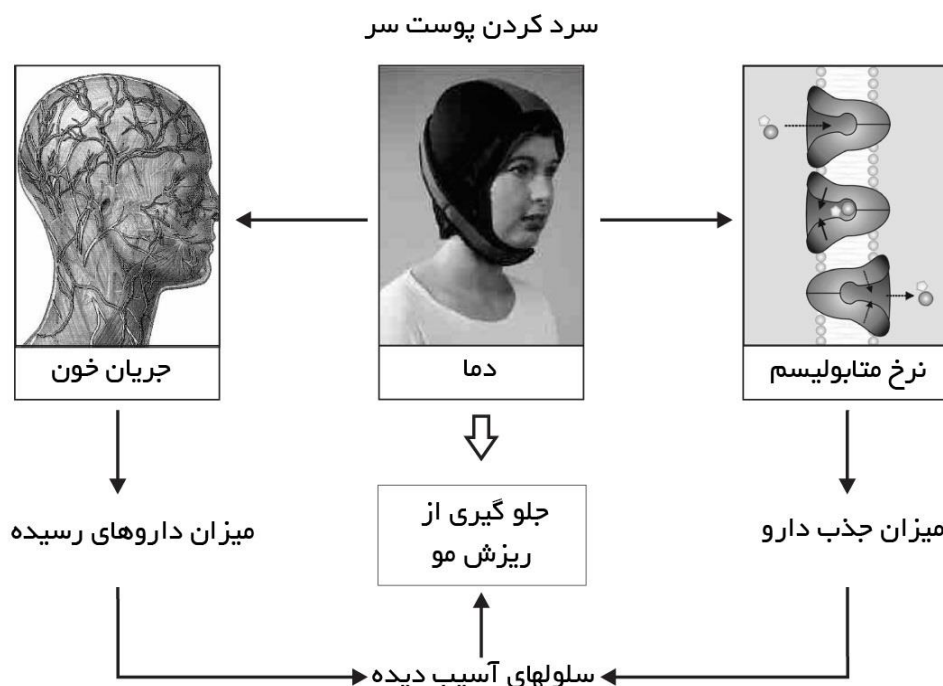 سرد کردن پوست سر
نرخ متابولیسم
دما
جریان خون
میزان جذب دارو
جلو گیری از
ریزش مو
میزان داروهای رسیده
سلولهای آسیب دیده